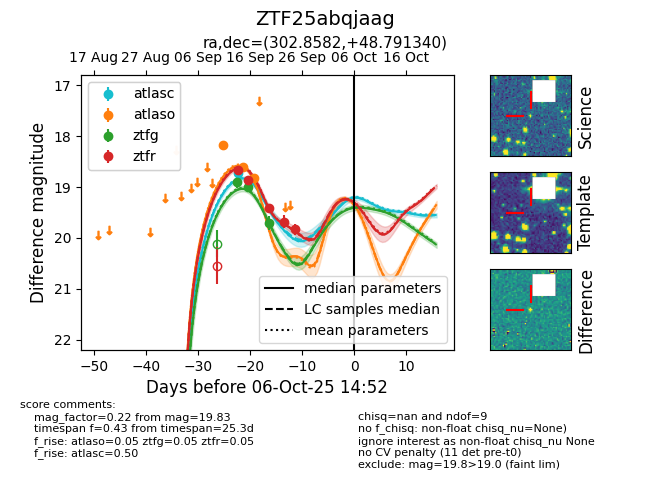 ZTF25abqjaag
ra,dec=(302.8582,+48.791340)
17 Aug 27 Aug 06 Sep 16 Sep 26 Sep 06 Oct 16 Oct
17
18
19
20
21
22
Difference magnitude
atlasc
atlaso
ztfg
ztfr
median parameters
LC samples median
mean parameters
−50 −40 −30 −20 −10 0 10
Days before 06-Oct-25 14:52
Science
Template
Difference
score comments:
mag_factor=0.22 from mag=19.83
timespan f=0.43 from timespan=25.3d
f_rise: atlaso=0.05 ztfg=0.05 ztfr=0.05
f_rise: atlasc=0.50
chisq=nan and ndof=9
no f_chisq: non-float chisq_nu=None)
ignore interest as non-float chisq_nu None
no CV penalty (11 det pre-t0)
exclude: mag=19.8>19.0 (faint lim)